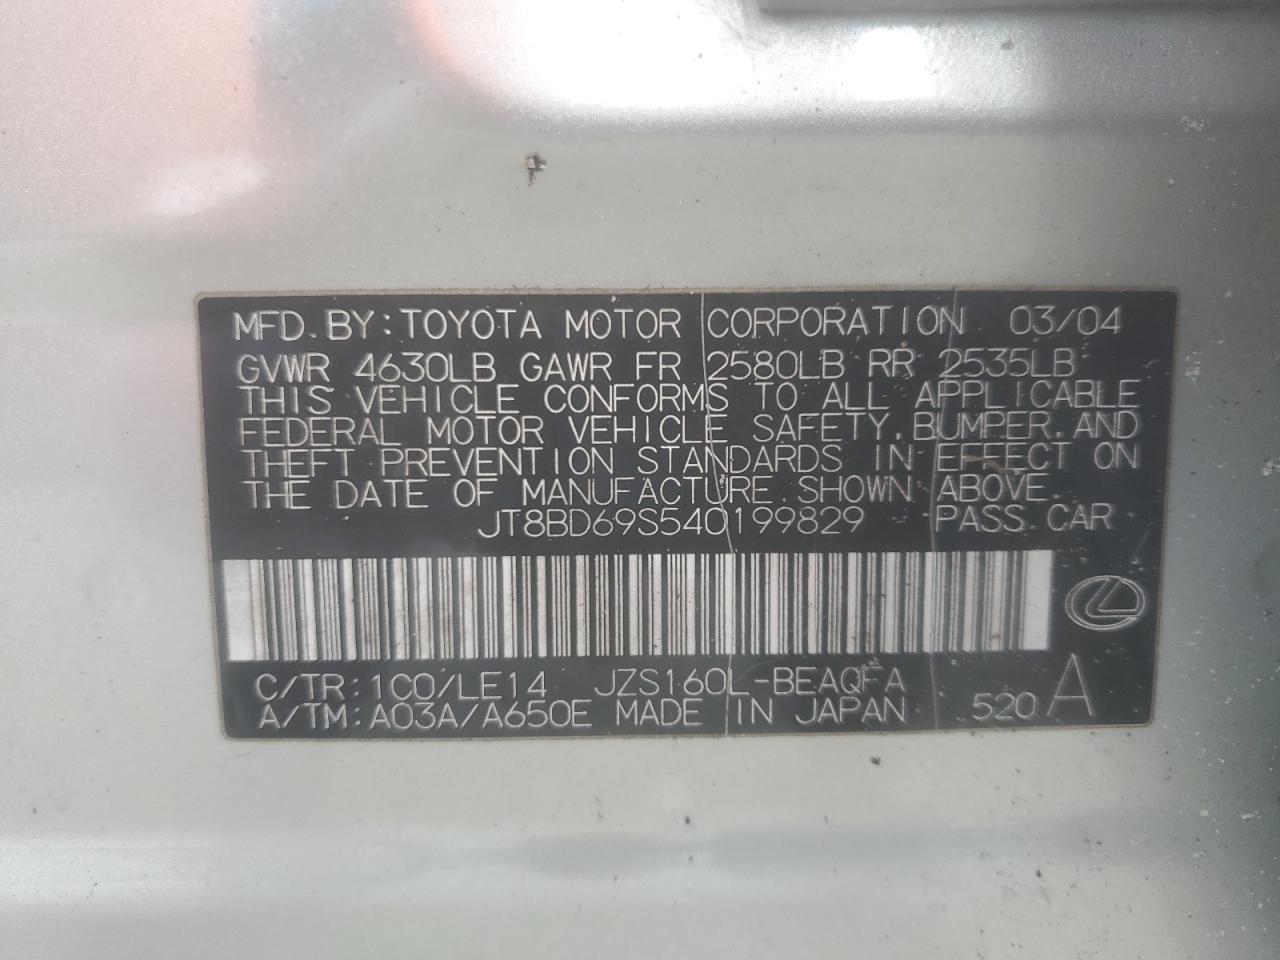 MFD. BY: TOYOTA MOTOR CORPORATION 03/04
GVWR 4630LB GAWR FR 2580LB RR 2535LB
THIS VEHICLE CONFORMS TO ALL APPLICABLE
FEDERAL MOTOR VEHICLE SAFETY, BUMPER, AND
THEFT PREVENTION STANDARDS IN EFFECT ON
THE DATE OF MANUFACTURE SHOWN ABOVE.
JT8BD69S540199829 PASS CAR
C/TR: 1C0/LE14 JZS160L-BEAQFA
A/TM: A03A/A650E MADE IN JAPAN 520 A